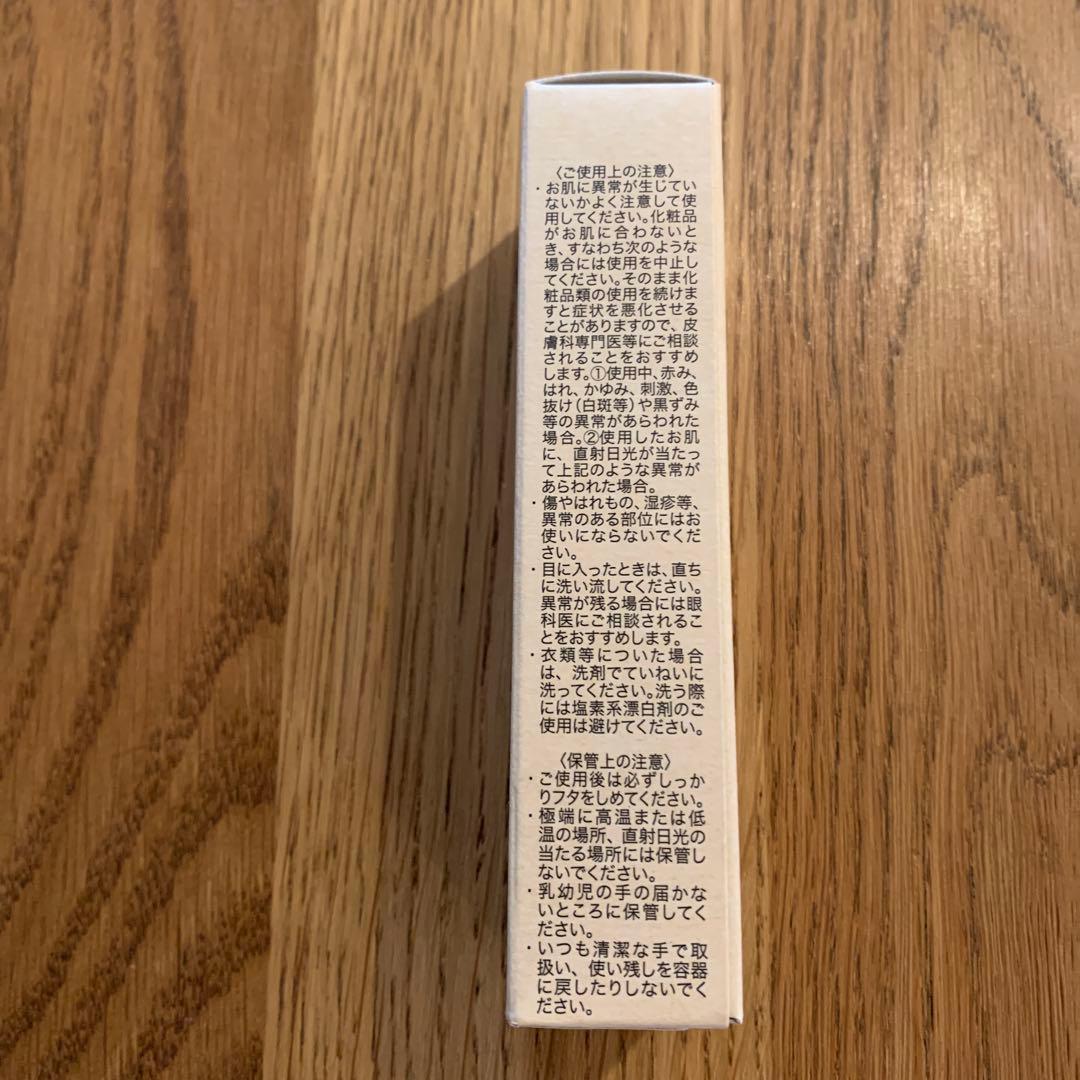 〈ご使用上の注意〉
・お肌に異常が生じてい
ないかよく注意して使
用してください。化粧品
がお肌に合わないと
き、すなわち次のような
場合には使用を中止し
てください。そのまま化
粧品類の使用を続けま
すと症状を悪化させる
ことがありますので、皮
膚科専門医等にご相談
されることをおすすめ
します。①使用中、赤み、
はれ、かゆみ、刺激、色
抜け(白斑等)や黒ずみ
等の異常があらわれた
場合。②使用したお肌
に、直射日光が当たっ
て上記のような異常が
あらわれた場合。
・傷やはれもの、湿疹等、
異常のある部位にはお
使いにならないでくだ
さい。
・目に入ったときは、直ち
に洗い流してください。
異常が残る場合には眼
科医にご相談されるこ
とをおすすめします。
・衣類等についた場合
は、洗剤でていねいに
洗ってください。洗う際
には塩素系漂白剤のご
使用は避けてください。
〈保管上の注意〉
・ご使用後は必ずしっか
りフタをしめてください。
・極端に高温または低
温の場所、直射日光の
当たる場所には保管し
ないでください。
・乳幼児の手の届かな
いところに保管してく
ださい。
・いつも清潔な手で取
扱い、使い残しを容器
に戻したりしないでく
ださい。